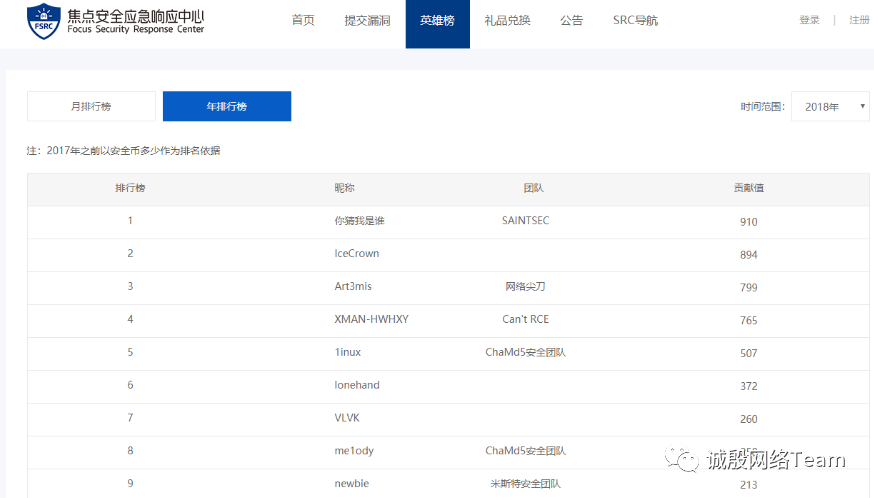 焦点安全应急响应中心
Focus Security Response Center
FSRC
首页 提交漏洞 英雄榜 礼品兑换 公告 SRC导航 登录 | 注册
月排行榜 年排行榜 时间范围: 2018年
注：2017年之前以安全币多少作为排名依据
排行榜 昵称 团队 贡献值
1 你猜我是谁 SAINTSEC 910
2 IceCrown 894
3 Art3mis 网络尖刀 799
4 XMAN-HWHXY Can't RCE 765
5 1inux ChaMd5安全团队 507
6 lonehand 372
7 VLVK 260
8 me1ody ChaMd5安全团队
诚殷网络Team
9 newbie 米斯特安全团队 213